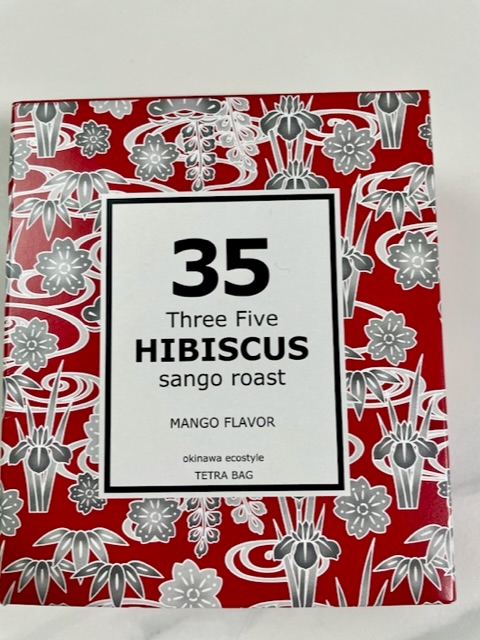 35
Three Five
HIBISCUS
sango roast
MANGO FLAVOR
okinawa ecostyle
TETRA BAG